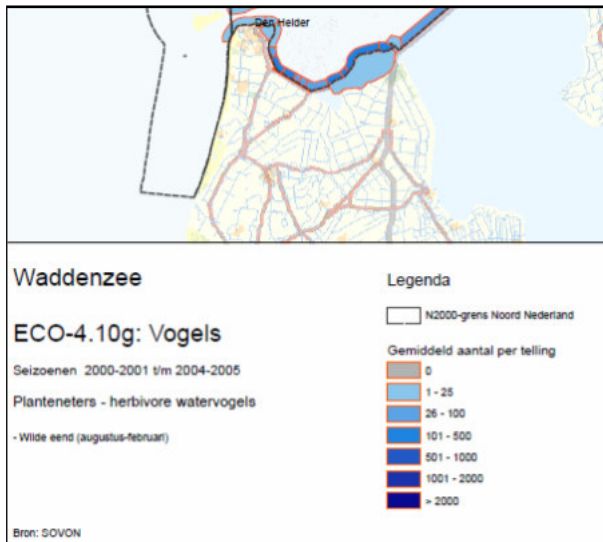 Den Helder
Waddenzee
ECO-4.10g: Vogels
Seizoenen 2000-2001 t/m 2004-2005
Planteneters - herbivore watervogels
- Wilde eend (augustus-februari)
Bron: SOVON
Legenda
N2000-grens Noord Nederland
Gemiddeld aantal per telling
0
1 - 25
26 - 100
101 - 500
501 - 1000
1001 - 2000
> 2000